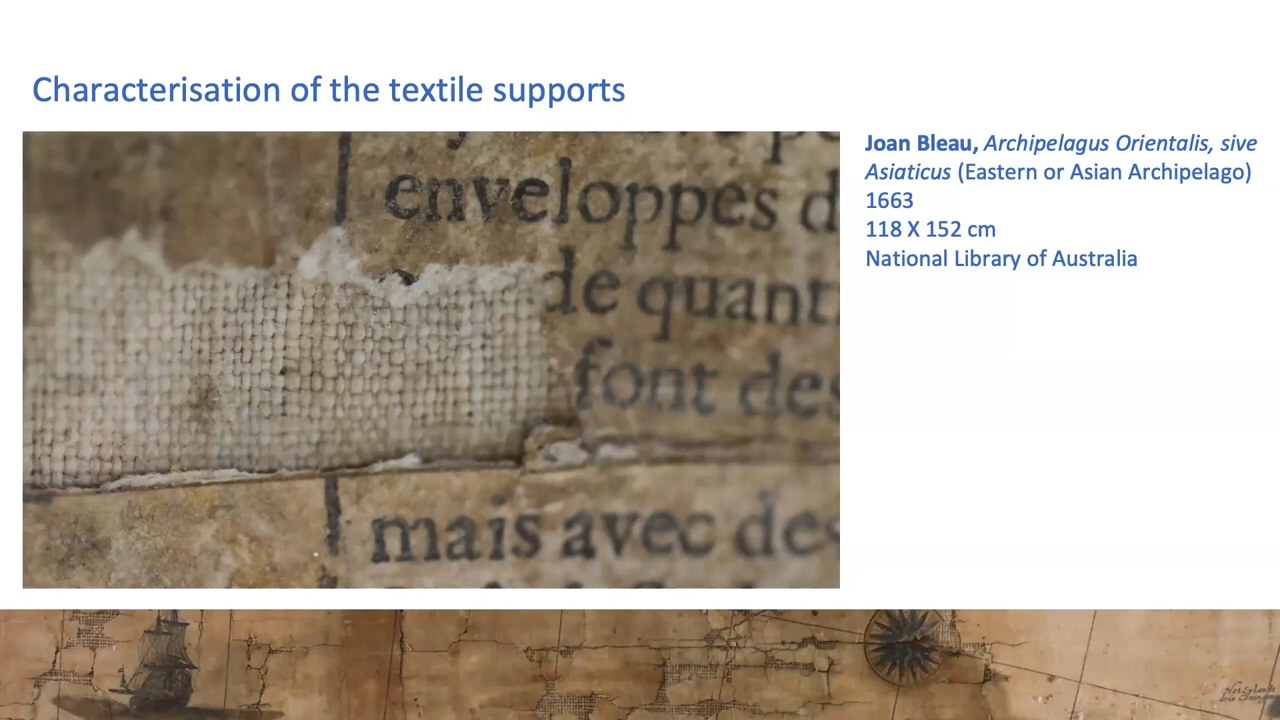 Characterisation of the textile supports
enveloppes d
de quant
font des
mais avec des
Joan Bleau, Archipelagus Orientalis, sive
Asiaticus (Eastern or Asian Archipelago)
1663
118 X 152 cm
National Library of Australia